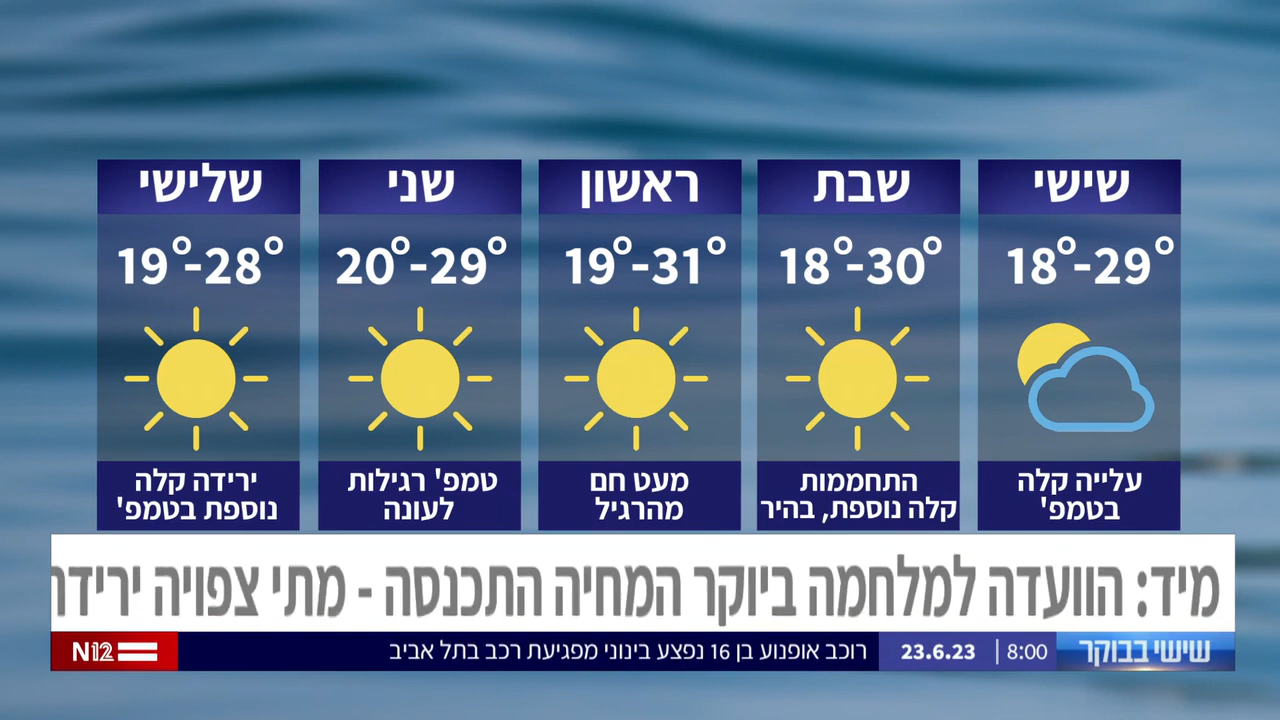 שישי
18°-29°
עלייה קלה
בטמפ'
שבת
18°-30°
התחממות
קלה נוספת, בהיר
ראשון
19°-31°
מעט חם
מהרגיל
שני
20°-29°
טמפ' רגילות
לעונה
שלישי
19°-28°
ירידה קלה
נוספת בטמפ'
מיד: הוועדה למלחמה ביוקר המחיה התכנסה - מתי צפויה
שישי בבוקר
8:00 | 23.6.23
רוכב אופנוע בן 16 נפצע בינוני מפגיעת רכב בתל אביב
N12